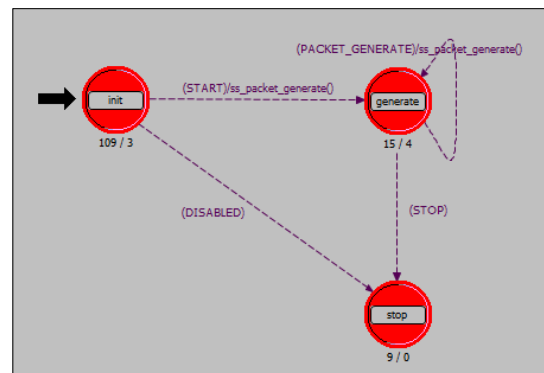 (PACKET_GENERATE)/ss_packet_generate()
(START)/ss_packet_generate()
init
generate
109 / 3
15 / 4
(DISABLED)
(STOP)
stop
9 / 0